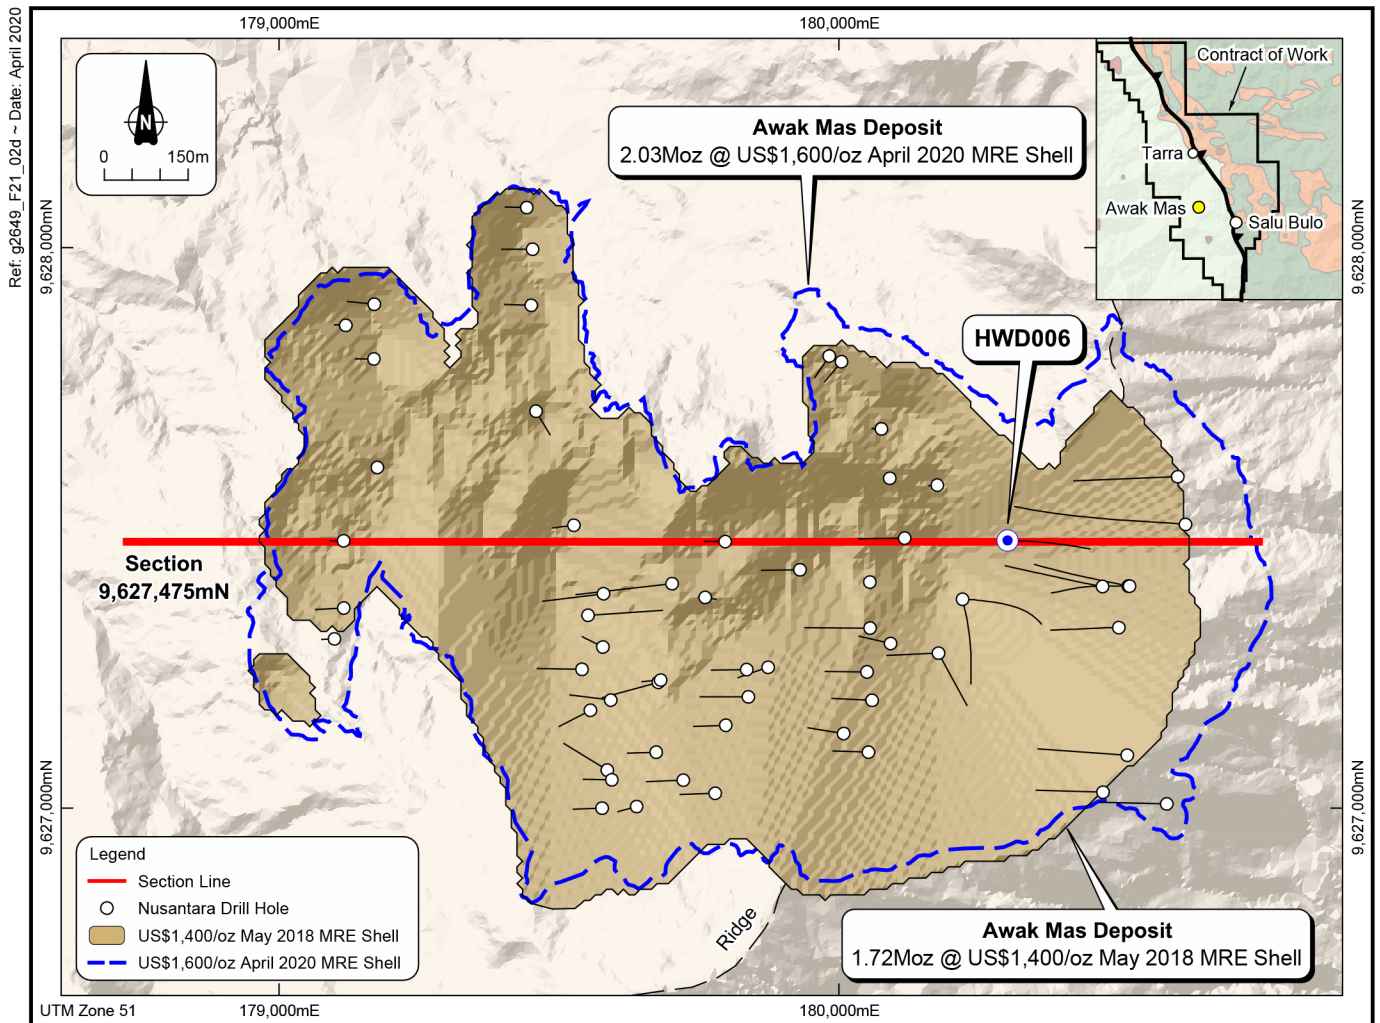 179,000mE
180,000mE
Ref: g2649_F21_02d ~ Date: April 2020
Contract of Work
Tarra
Awak Mas
Salu Bulo
N
0 150m
Awak Mas Deposit
2.03Moz @ US$1,600/oz April 2020 MRE Shell
9,628,000mN
9,628,000mN
HWD006
Section
9,627,475mN
9,627,000mN
9,627,000mN
Legend
Section Line
Nusantara Drill Hole
US$1,400/oz May 2018 MRE Shell
US$1,600/oz April 2020 MRE Shell
Ridge
Awak Mas Deposit
1.72Moz @ US$1,400/oz May 2018 MRE Shell
UTM Zone 51
179,000mE
180,000mE